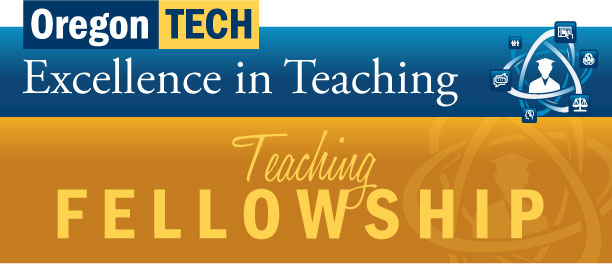 Oregon TECH
Excellence in Teaching
Teaching
FELLOWSHIP